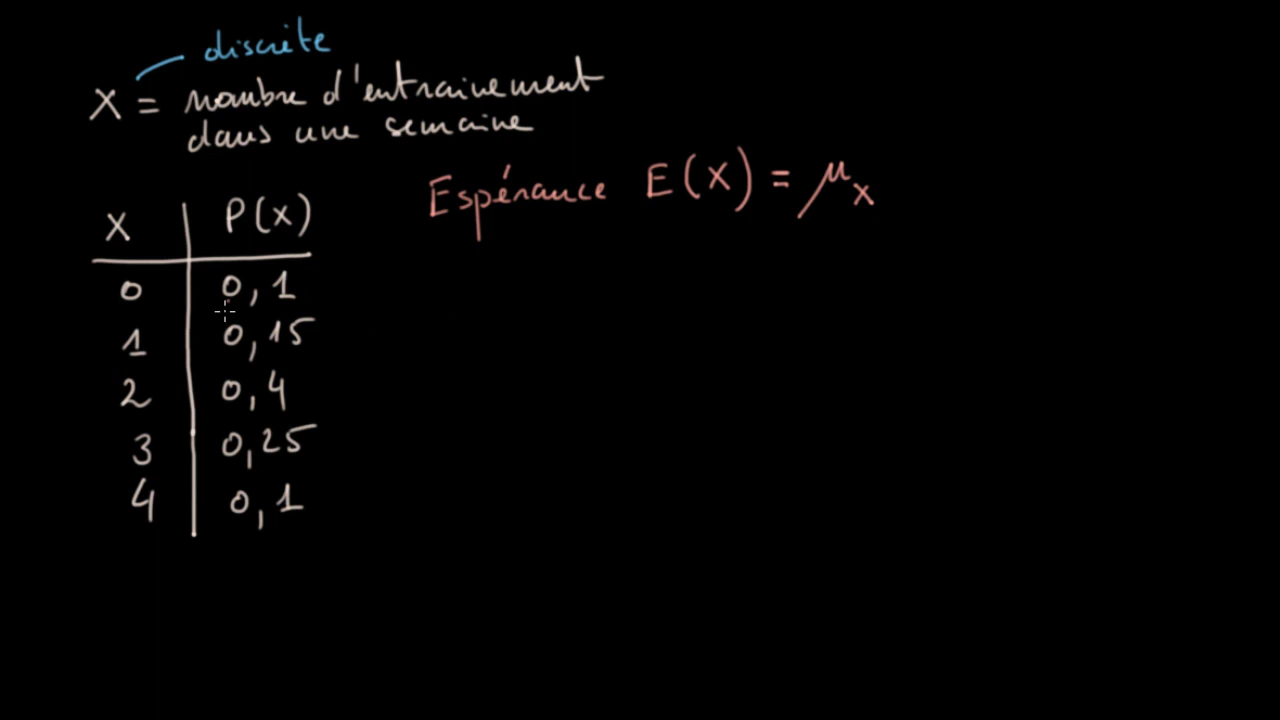 discrète
X = nombre d'entrainement
dans une semaine
Espérance E(X) = μx
X P(x)
0 0,1
1 0,15
2 0,4
3 0,25
4 0,1